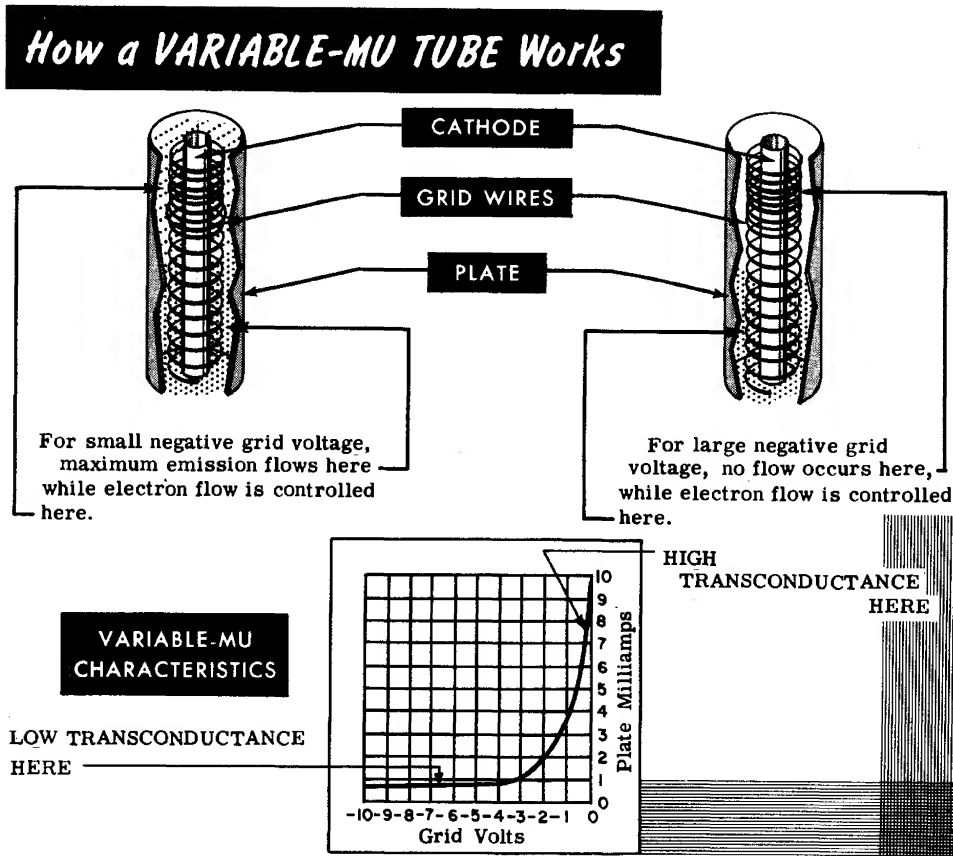 How a VARIABLE-MU TUBE Works
CATHODE
GRID WIRES
PLATE
For small negative grid voltage,
maximum emission flows here
while electron flow is controlled
here.
For large negative grid
voltage, no flow occurs here,
while electron flow is controlled
here.
HIGH
TRANSCONDUCTANCE
HERE
VARIABLE-MU
CHARACTERISTICS
LOW TRANSCONDUCTANCE
HERE
10
9
8
7
6
5
4
3
2
1
0
Plate Milliamps
-10-9-8-7-6-5-4-3-2-1 0
Grid Volts